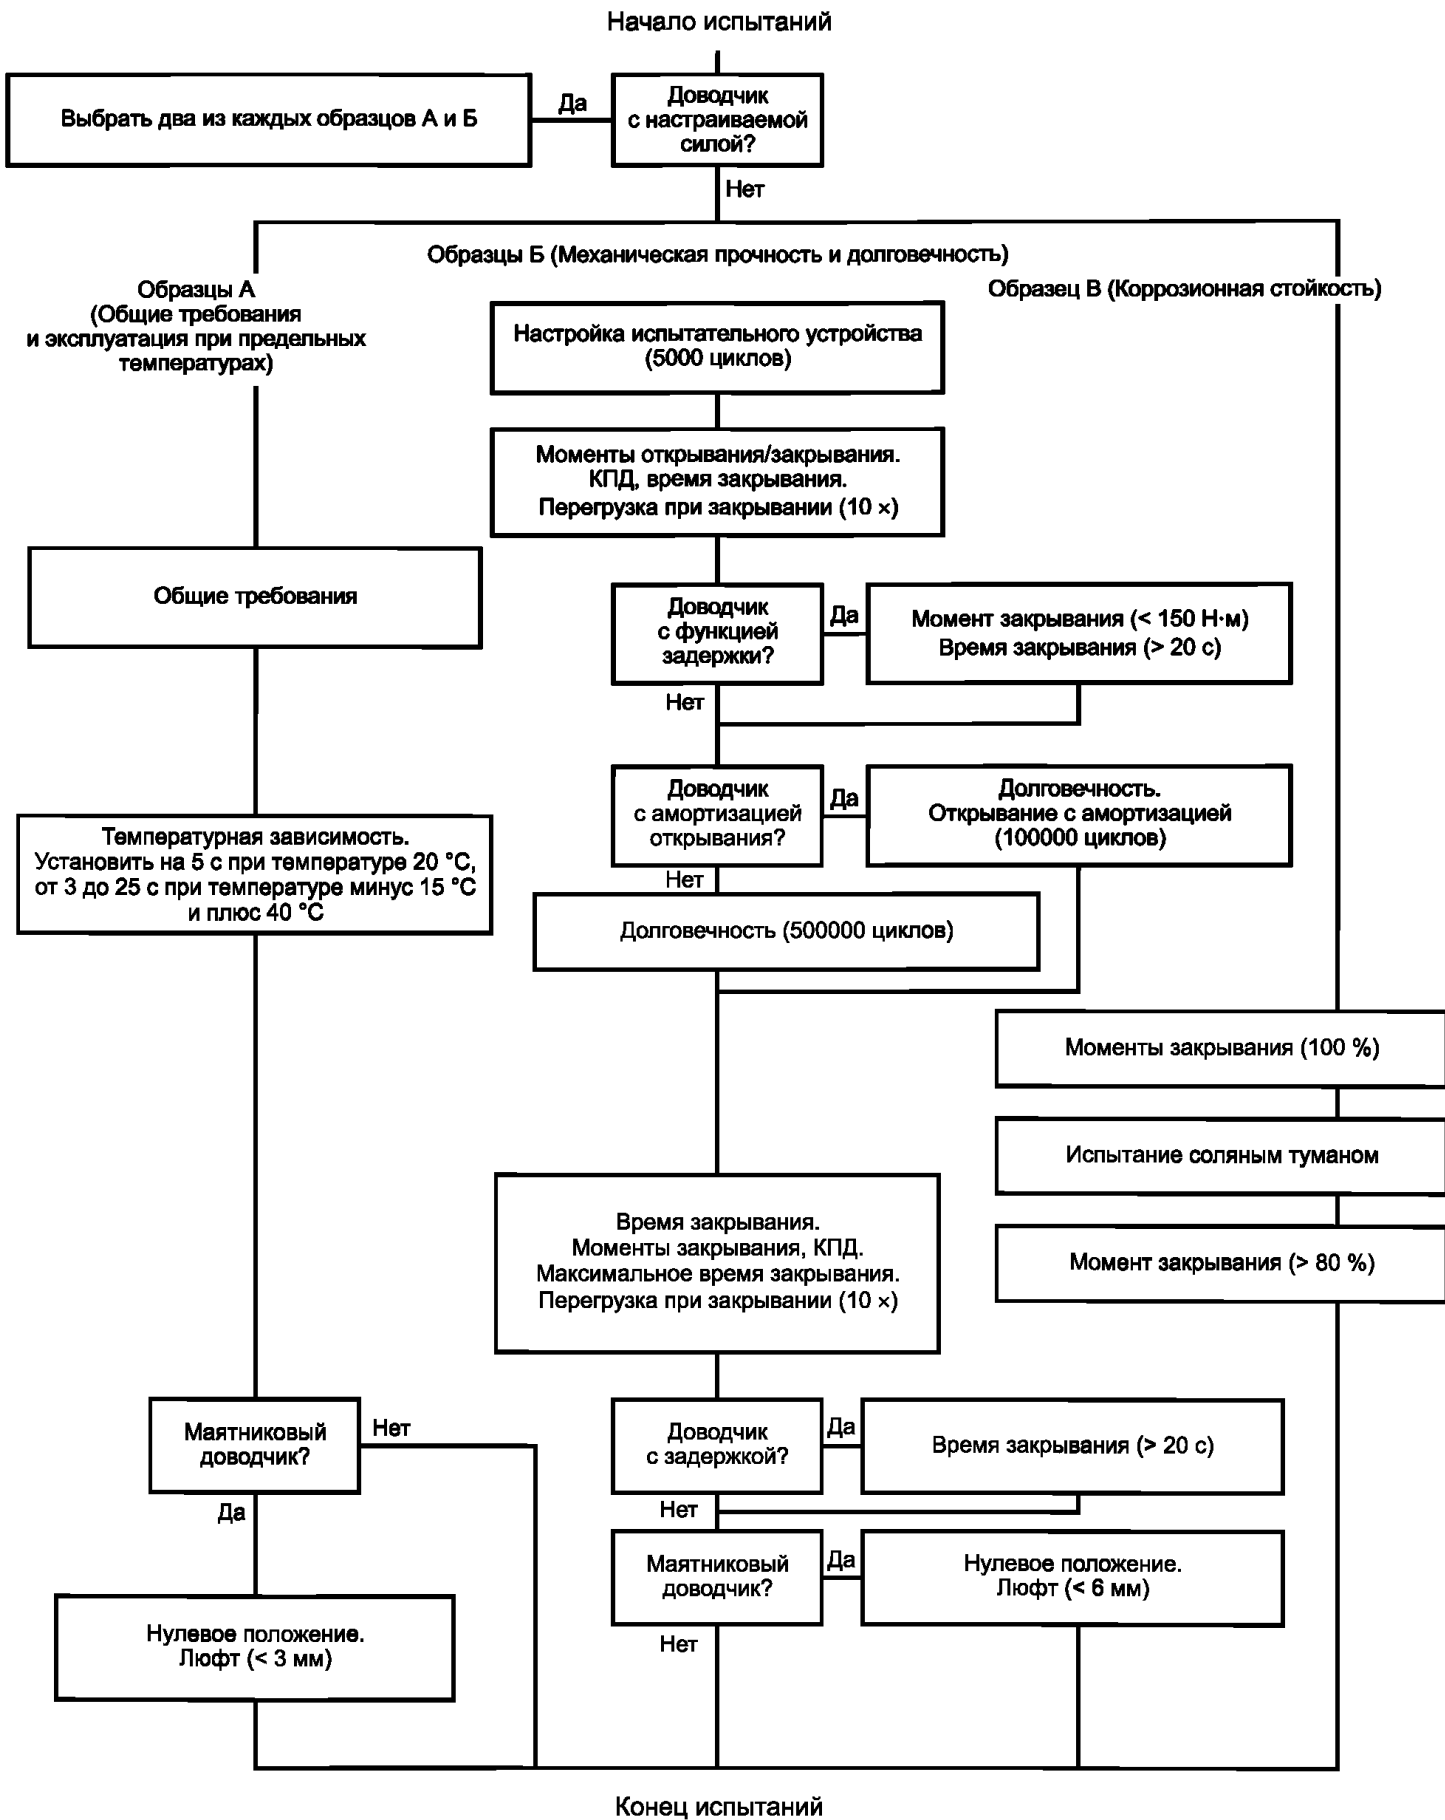 Начало испытаний
Выбрать два из каждых образцов А и Б
Да
Доводчик
с настраиваемой
силой?
Нет
Образцы Б (Механическая прочность и долговечность)
Образцы А
(Общие требования
и эксплуатация при предельных
температурах)
Образец В (Коррозионная стойкость)
Настройка испытательного устройства
(5000 циклов)
Моменты открывания/закрывания.
КПД, время закрывания.
Перегрузка при закрывании (10 ×)
Общие требования
Доводчик
с функцией
задержки?
Да
Момент закрывания (< 150 Н·м)
Время закрывания (> 20 с)
Нет
Доводчик
с амортизацией
открывания?
Да
Долговечность.
Открывание с амортизацией
(100000 циклов)
Температурная зависимость.
Установить на 5 с при температуре 20 °С,
от 3 до 25 с при температуре минус 15 °С
и плюс 40 °С
Нет
Долговечность (500000 циклов)
Моменты закрывания (100 %)
Испытание соляным туманом
Время закрывания.
Моменты закрывания, КПД.
Максимальное время закрывания.
Перегрузка при закрывании (10 ×)
Момент закрывания (> 80 %)
Маятниковый
доводчик?
Нет
Да
Доводчик
с задержкой?
Да
Время закрывания (> 20 с)
Нет
Маятниковый
доводчик?
Да
Нулевое положение.
Люфт (< 6 мм)
Нет
Нулевое положение.
Люфт (< 3 мм)
Конец испытаний